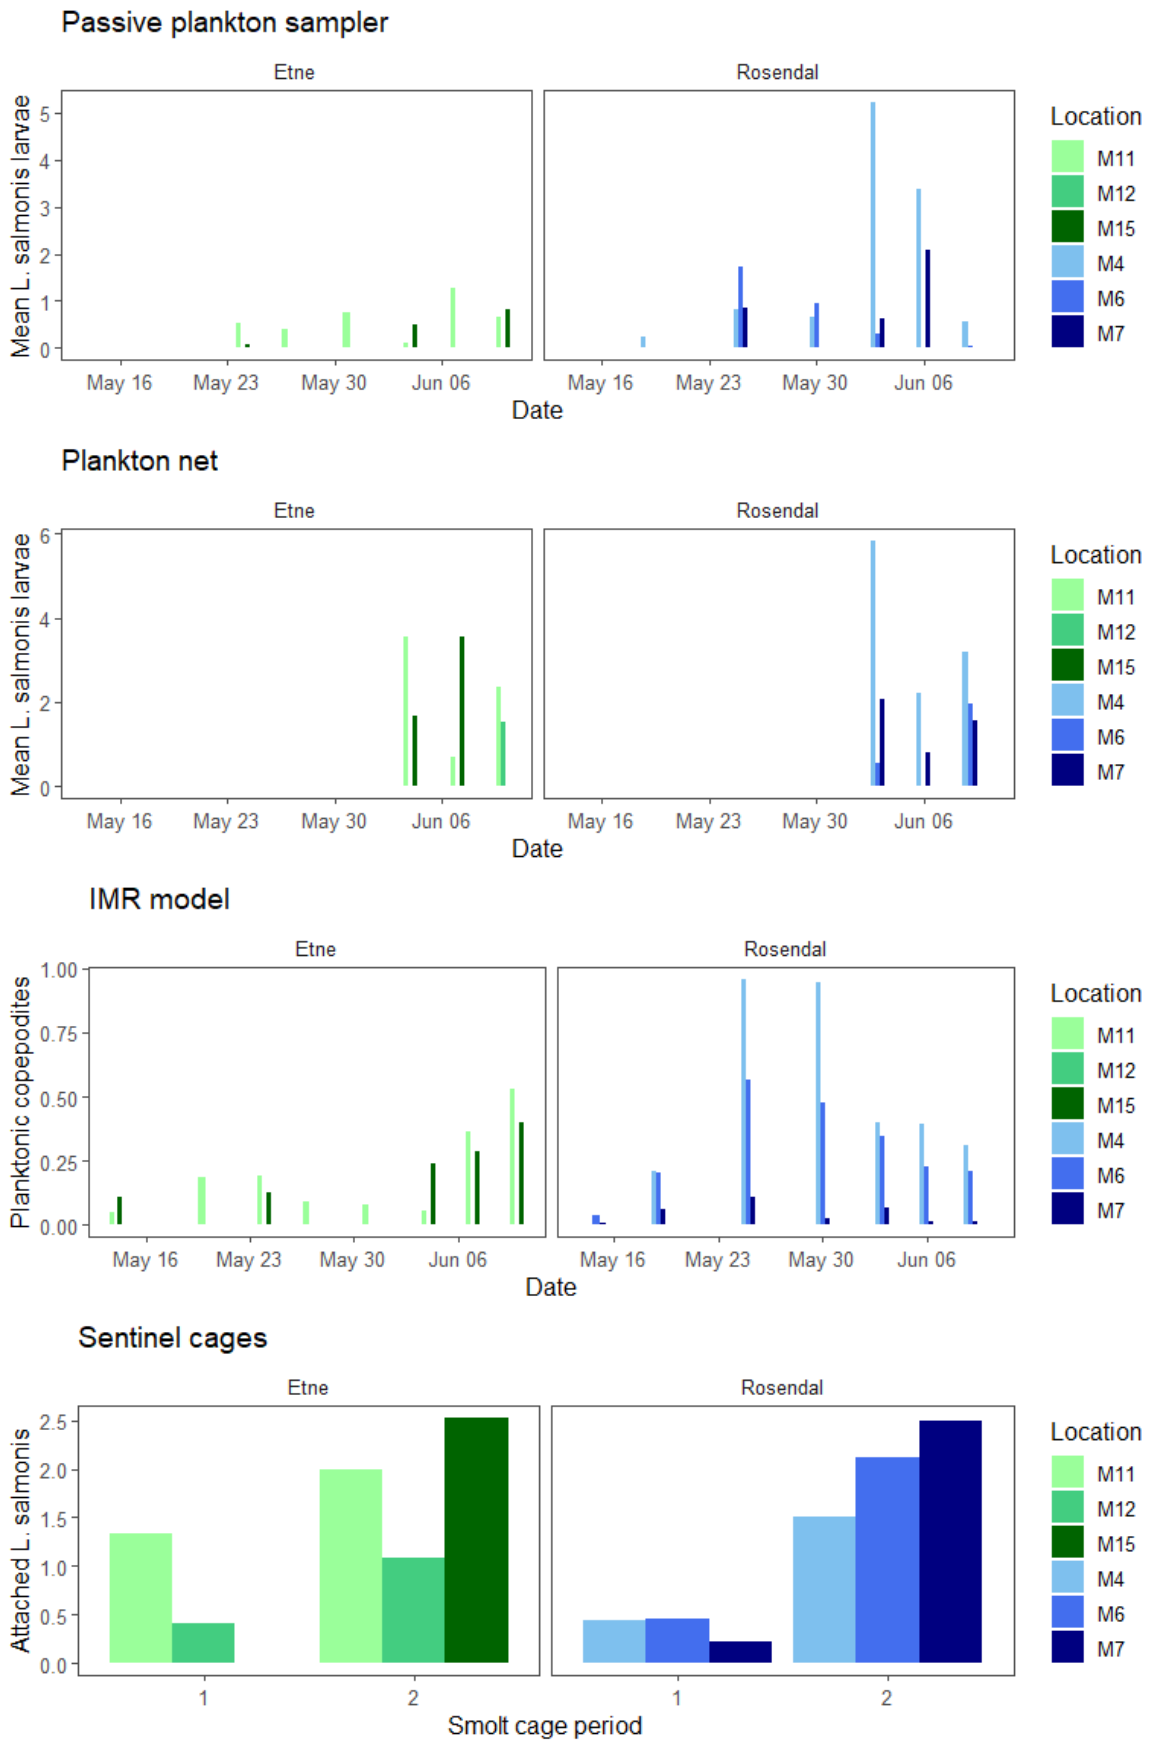 Passive plankton sampler
Etne
Rosendal
Mean L. salmonis larvae
5
4
3
2
1
0
May 16
May 23
May 30
Jun 06
May 16
May 23
May 30
Jun 06
Date
Location
M11
M12
M15
M4
M6
M7
Plankton net
Etne
Rosendal
Mean L. salmonis larvae
6
4
2
0
May 16
May 23
May 30
Jun 06
May 16
May 23
May 30
Jun 06
Date
Location
M11
M12
M15
M4
M6
M7
IMR model
Etne
Rosendal
Planktonic copepodites
1.00
0.75
0.50
0.25
0.00
May 16
May 23
May 30
Jun 06
May 16
May 23
May 30
Jun 06
Date
Location
M11
M12
M15
M4
M6
M7
Sentinel cages
Etne
Rosendal
Attached L. salmonis
2.5
2.0
1.5
1.0
0.5
0.0
1
2
1
2
Smolt cage period
Location
M11
M12
M15
M4
M6
M7